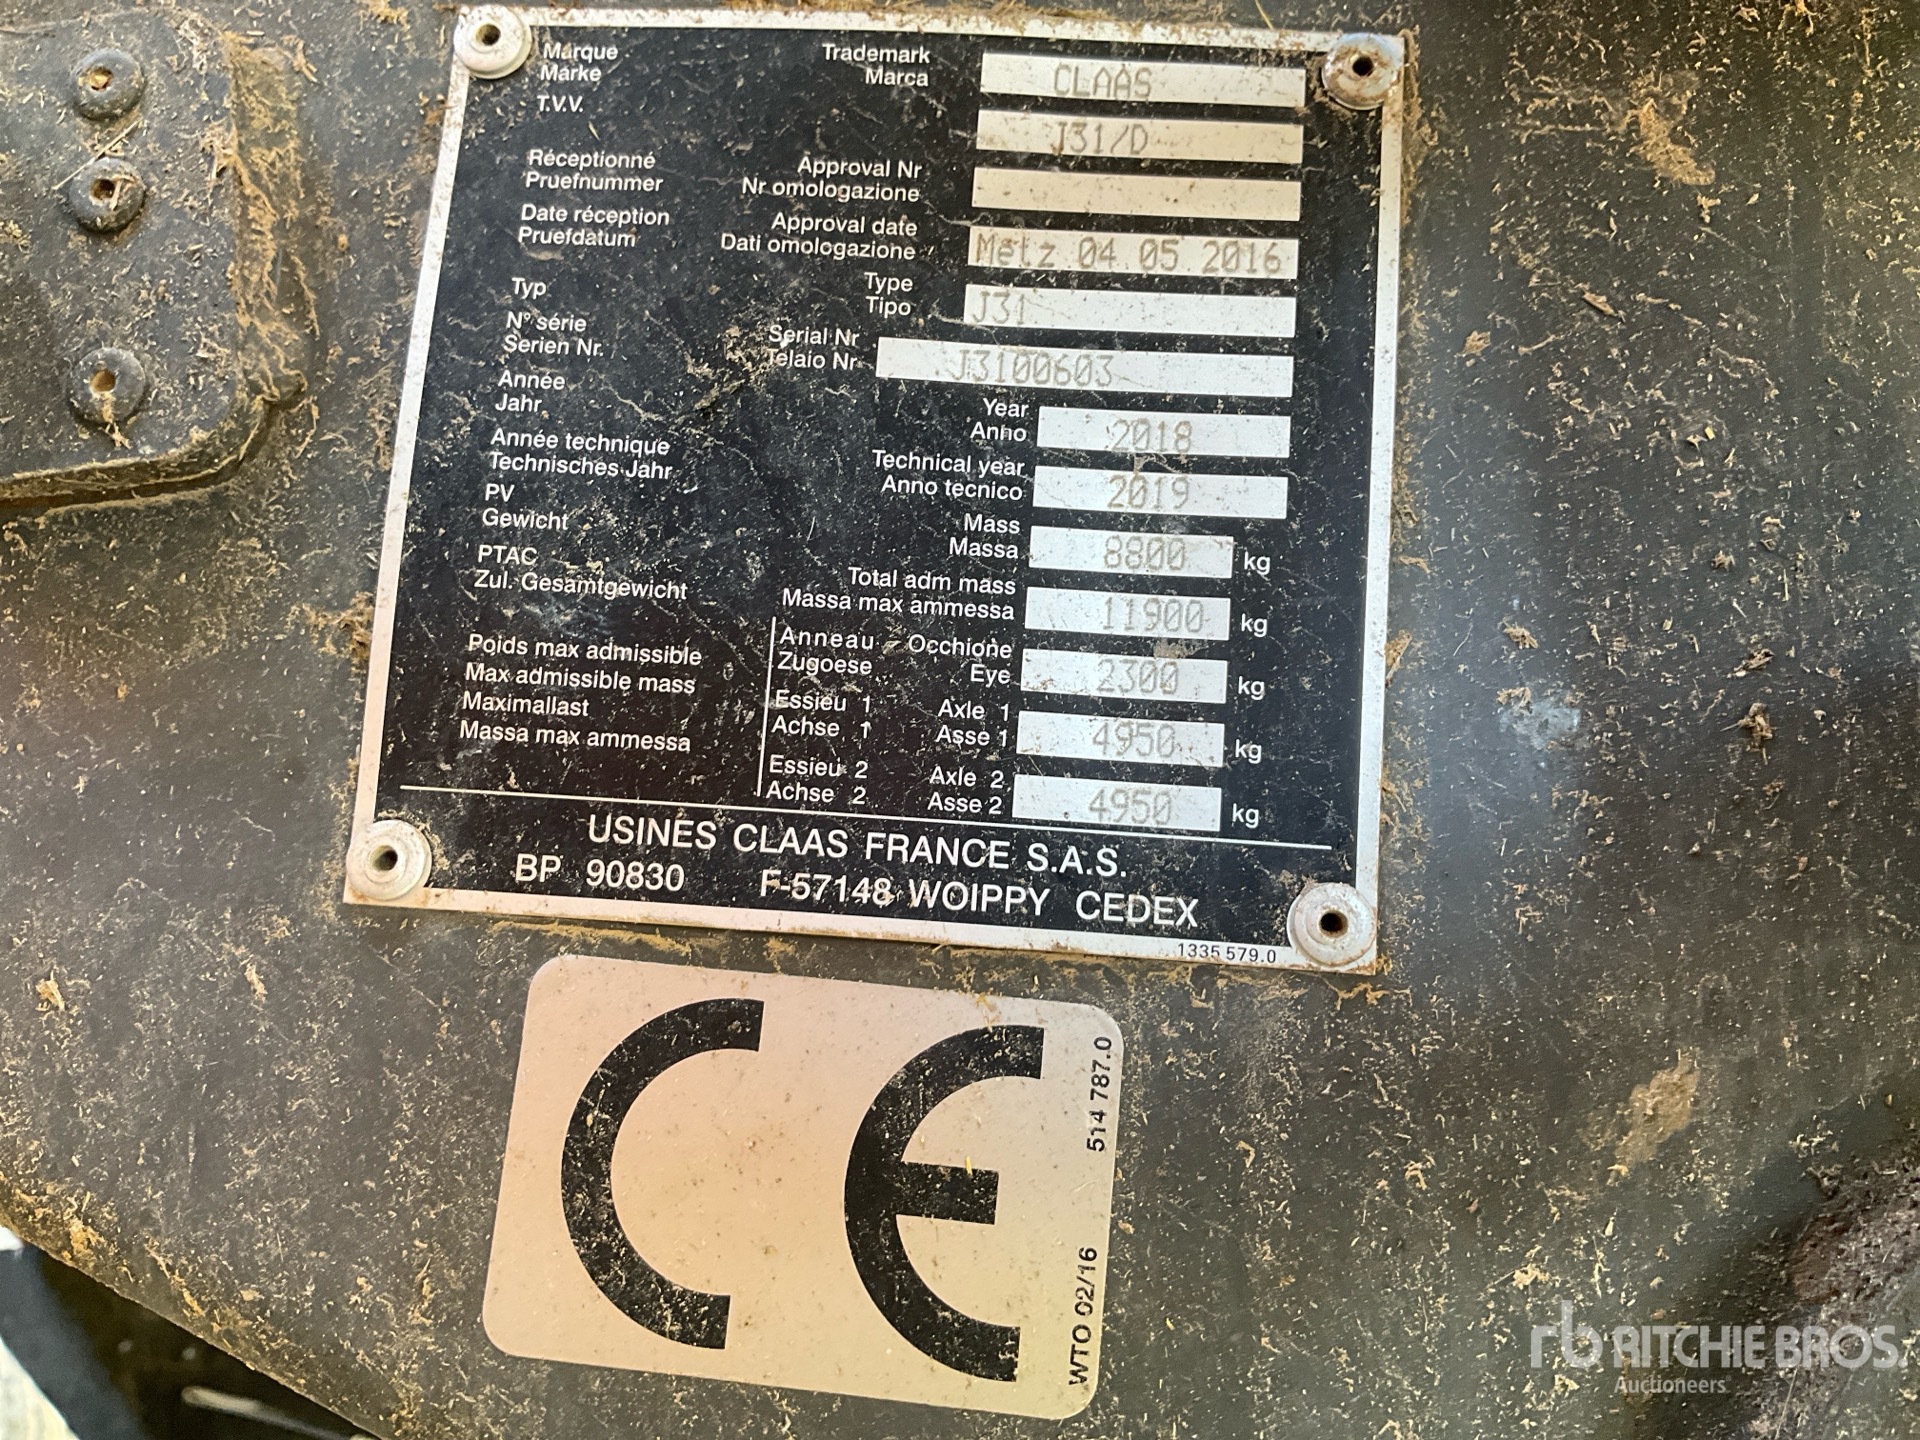 Marque Trademark CLAAS
Marke Marca
T.V.V. J31/D
Réceptionné Approval Nr
Pruefnummer Nr omologazione
Date réception Approval date Metz 04 05 2016
Pruefdatum Dati omologazione
Typ Type J31
Tipo
N° série Serial Nr J3100603
Serien Nr. Telaio Nr
Année Year 2018
Jahr Anno
Année technique Technical year 2019
Technisches Jahr Anno tecnico
PV Mass 8800 kg
Gewicht Massa
PTAC Total adm mass 11900 kg
Zul. Gesamtgewicht Massa max ammessa
Poids max admissible
Max admissible mass
Maximallast
Massa max ammessa
Anneau - Occhione 2300 kg
Zugoese Eye
Essieu 1 Axle 1 4950 kg
Achse 1 Asse 1
Essieu 2 Axle 2 4950 kg
Achse 2 Asse 2
USINES CLAAS FRANCE S.A.S.
BP 90830 F-57148 WOIPPY CEDEX
1335 579.0
CE
514 787.0
WTO 02/16
rb RITCHIE BROS.
Auctioneers